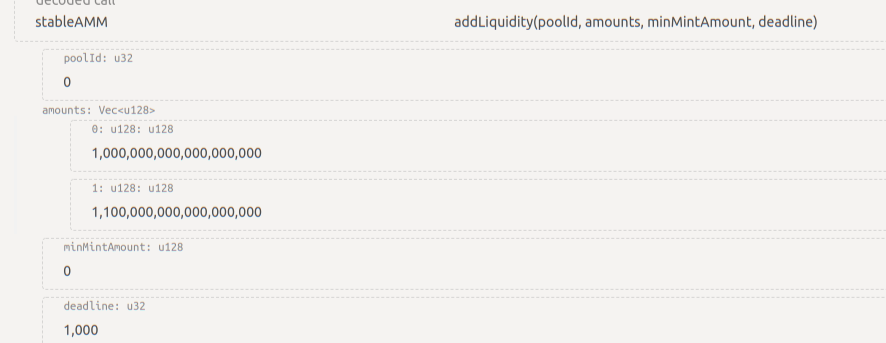 decoded call
stableAMM addLiquidity(poolId, amounts, minMintAmount, deadline)
poolId: u32
0
amounts: Vec<u128>
0: u128: u128
1,000,000,000,000,000,000
1: u128: u128
1,100,000,000,000,000,000
minMintAmount: u128
0
deadline: u32
1,000